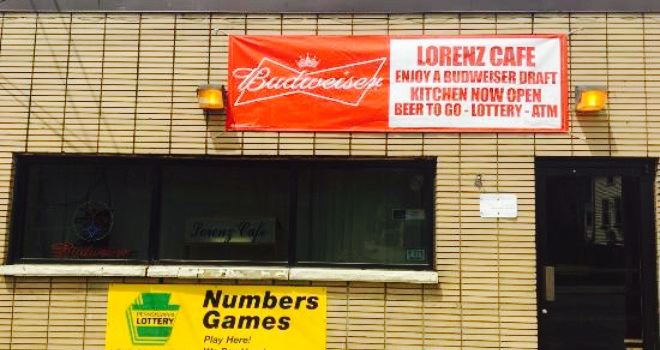 Budweiser
LORENZ CAFE
ENJOY A BUDWEISER DRAFT
KITCHEN NOW OPEN
BEER TO GO - LOTTERY - ATM
Lorenz Cafe
Budweiser
PENNSYLVANIA
LOTTERY
Numbers
Games
Play Here!